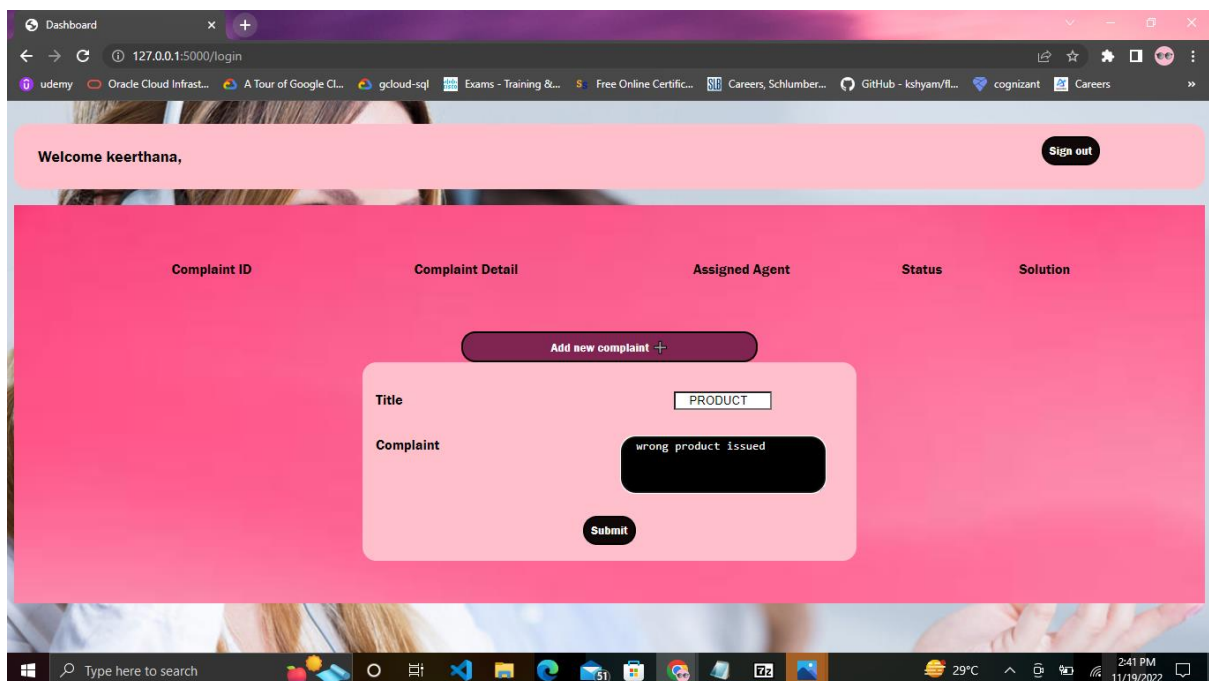 Dashboard
127.0.0.1:5000/login
udemy Oracle Cloud Infrast... A Tour of Google Cl... gcloud-sql Exams - Training &... Free Online Certific... Careers, Schlumber... GitHub - kshyam/fl... cognizant Careers »
Welcome keerthana,
Sign out
Complaint ID Complaint Detail Assigned Agent Status Solution
Add new complaint
Title PRODUCT
Complaint wrong product issued
Submit
Type here to search 51 7z 29°C 2:41 PM
11/19/2022